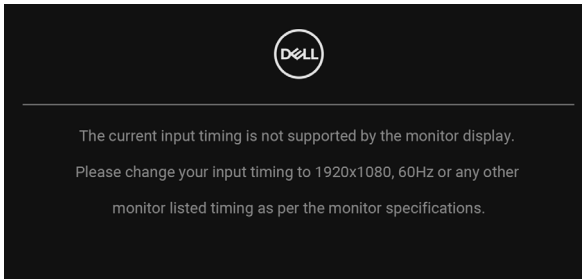 DELL
The current input timing is not supported by the monitor display.
Please change your input timing to 1920x1080, 60Hz or any other
monitor listed timing as per the monitor specifications.